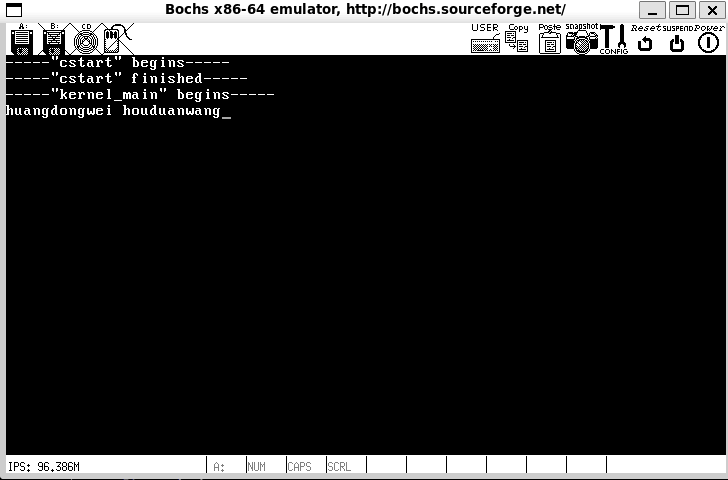 Bochs x86-64 emulator, http://bochs.sourceforge.net/
A: B: CD USER Copy Paste snapshot CONFIG Reset SUSPEND Power
-----"cstart" begins-----
-----"cstart" finished-----
-----"kernel_main" begins-----
huangdongwei houduanwang_
IPS: 96.386M A: NUM CAPS SCRL